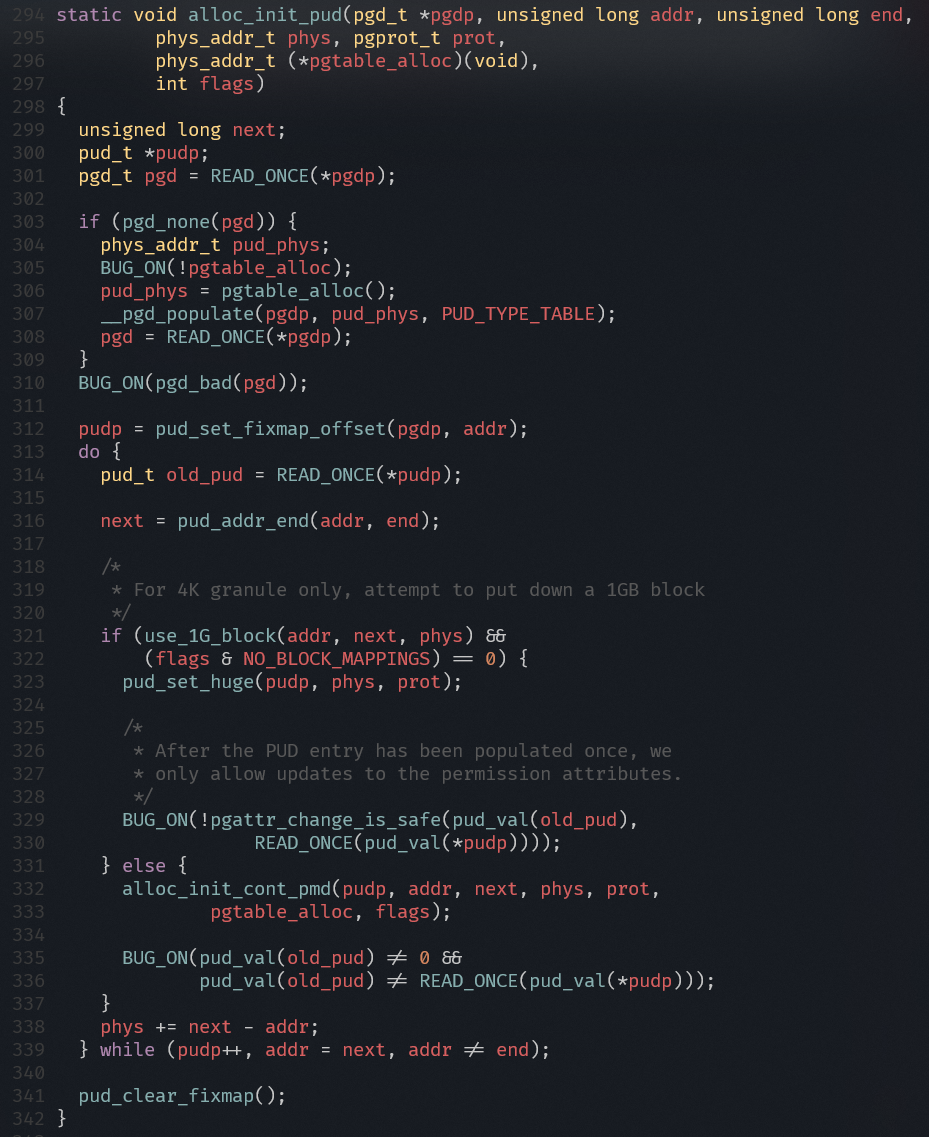 294 static void alloc_init_pud(pgd_t *pgdp, unsigned long addr, unsigned long end,
295          phys_addr_t phys, pgprot_t prot,
296          phys_addr_t (*pgtable_alloc)(void),
297          int flags)
298 {
299   unsigned long next;
300   pud_t *pudp;
301   pgd_t pgd = READ_ONCE(*pgdp);
302
303   if (pgd_none(pgd)) {
304     phys_addr_t pud_phys;
305     BUG_ON(!pgtable_alloc);
306     pud_phys = pgtable_alloc();
307     __pgd_populate(pgdp, pud_phys, PUD_TYPE_TABLE);
308     pgd = READ_ONCE(*pgdp);
309   }
310   BUG_ON(pgd_bad(pgd));
311
312   pudp = pud_set_fixmap_offset(pgdp, addr);
313   do {
314     pud_t old_pud = READ_ONCE(*pudp);
315
316     next = pud_addr_end(addr, end);
317
318     /*
319      * For 4K granule only, attempt to put down a 1GB block
320      */
321     if (use_1G_block(addr, next, phys) &&
322         (flags & NO_BLOCK_MAPPINGS) == 0) {
323       pud_set_huge(pudp, phys, prot);
324
325       /*
326        * After the PUD entry has been populated once, we
327        * only allow updates to the permission attributes.
328        */
329       BUG_ON(!pgattr_change_is_safe(pud_val(old_pud),
330                   READ_ONCE(pud_val(*pudp))));
331     } else {
332       alloc_init_cont_pmd(pudp, addr, next, phys, prot,
333               pgtable_alloc, flags);
334
335       BUG_ON(pud_val(old_pud) != 0 &&
336              pud_val(old_pud) != READ_ONCE(pud_val(*pudp)));
337     }
338     phys += next - addr;
339   } while (pudp++, addr = next, addr != end);
340
341   pud_clear_fixmap();
342 }